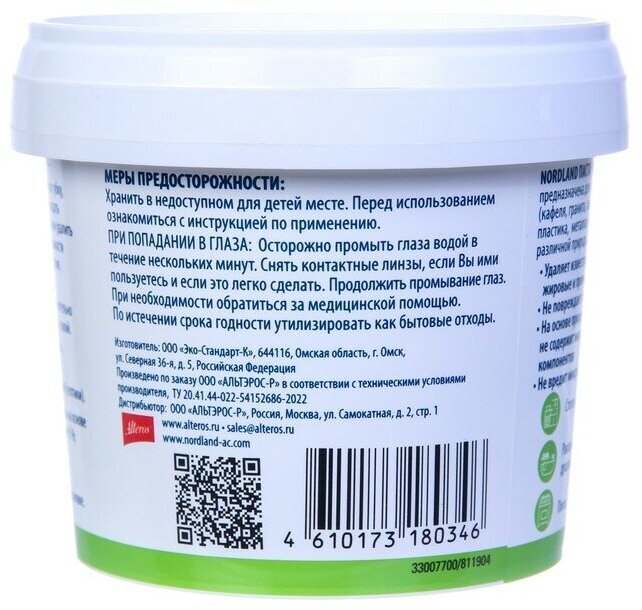 МЕРЫ ПРЕДОСТОРОЖНОСТИ:
Хранить в недоступном для детей месте. Перед использованием
ознакомиться с инструкцией по применению.
ПРИ ПОПАДАНИИ В ГЛАЗА: Осторожно промыть глаза водой в
течение нескольких минут. Снять контактные линзы, если Вы ими
пользуетесь и если это легко сделать. Продолжить промывание глаз.
При необходимости обратиться за медицинской помощью.
По истечении срока годности утилизировать как бытовые отходы.
Изготовитель: ООО «Эко-Стандарт-К», 644116, Омская область, г. Омск,
ул. Северная 36-я, д. 5, Российская Федерация
Произведено по заказу ООО «АЛЬТЭРОС-Р» в соответствии с техническими условиями
производителя, ТУ 20.41.44-022-54152686-2022
Дистрибьютор: ООО «АЛЬТЭРОС-Р», Россия, Москва, ул. Самокатная, д. 2, стр. 1
Alteros
www.alteros.ru • sales@alteros.ru
www.nordland-ac.com
4 610173 180346
33007700/811904
NORDLAND
предназначена
(кафеля, гранита,
пластика,
различной
• Удаляет
жировые и
• Не
• На основе
не содержит
• Не вредит